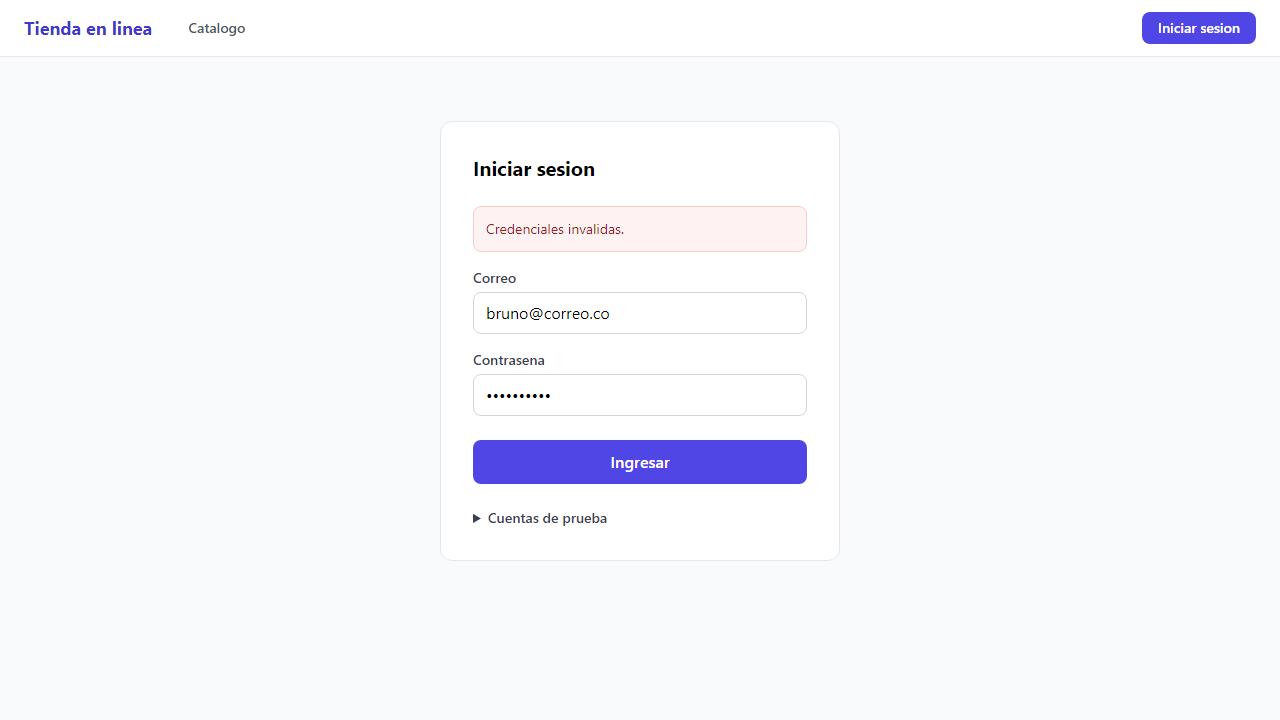 Tienda en linea
Catalogo
Iniciar sesion
Iniciar sesion
Credenciales invalidas.
Correo
bruno@correo.co
Contrasena
••••••••••
Ingresar
Cuentas de prueba